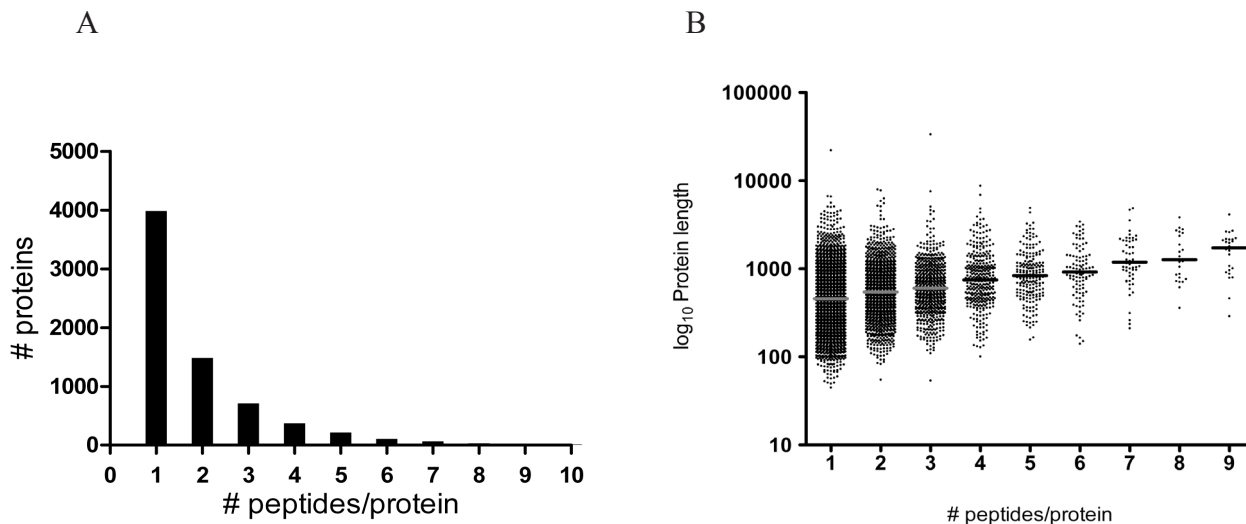 A
5000
4000
3000
2000
1000
0
# proteins
0 1 2 3 4 5 6 7 8 9 10
# peptides/protein
B
100000
10000
1000
100
10
log10 Protein length
1 2 3 4 5 6 7 8 9
# peptides/protein